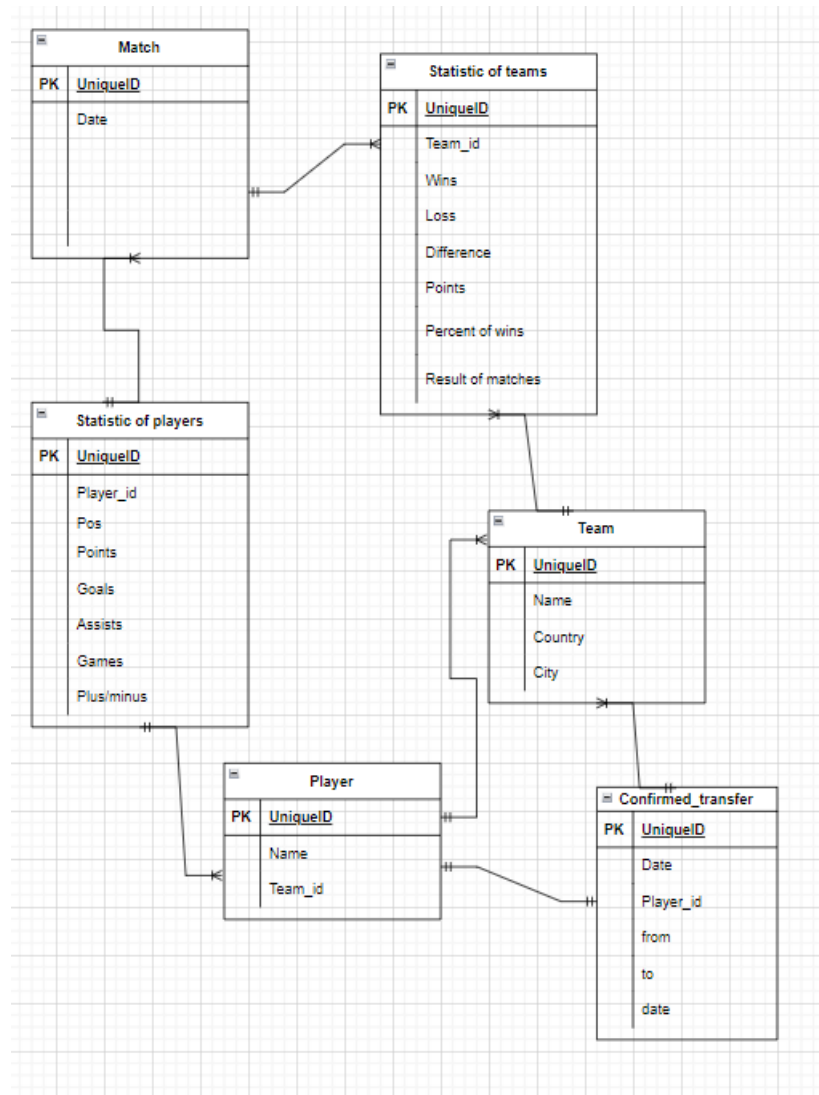 Match
PK UniqueID
Date
Statistic of teams
PK UniqueID
Team_id
Wins
Loss
Difference
Points
Percent of wins
Result of matches
Statistic of players
PK UniqueID
Player_id
Pos
Points
Goals
Assists
Games
Plus/minus
Team
PK UniqueID
Name
Country
City
Player
PK UniqueID
Name
Team_id
Confirmed_transfer
PK UniqueID
Date
Player_id
from
to
date